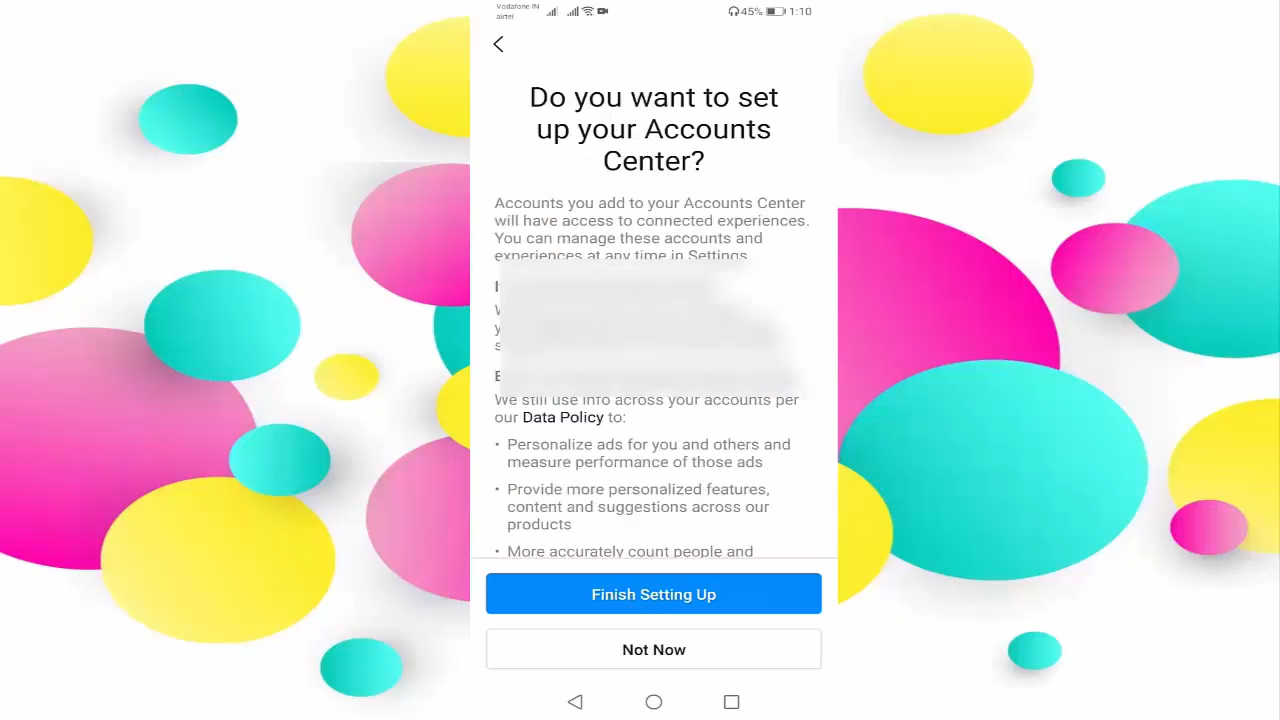 Vodafone IN
airtel
45% 1:10
Do you want to set
up your Accounts
Center?
Accounts you add to your Accounts Center
will have access to connected experiences.
You can manage these accounts and
experiences at any time in Settings.
We still use info across your accounts per
our Data Policy to:
• Personalize ads for you and others and
measure performance of those ads
• Provide more personalized features,
content and suggestions across our
products
• More accurately count people and
Finish Setting Up
Not Now